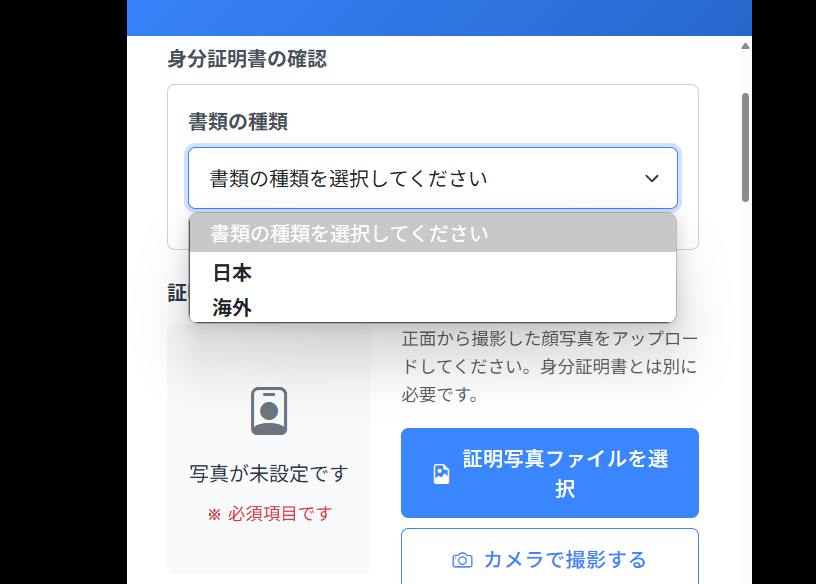 身分証明書の確認
書類の種類
書類の種類を選択してください
書類の種類を選択してください
日本
海外
証
正面から撮影した顔写真をアップロー
ドしてください。身分証明書とは別に
必要です。
写真が未設定です
※ 必須項目です
証明写真ファイルを選
択
カメラで撮影する